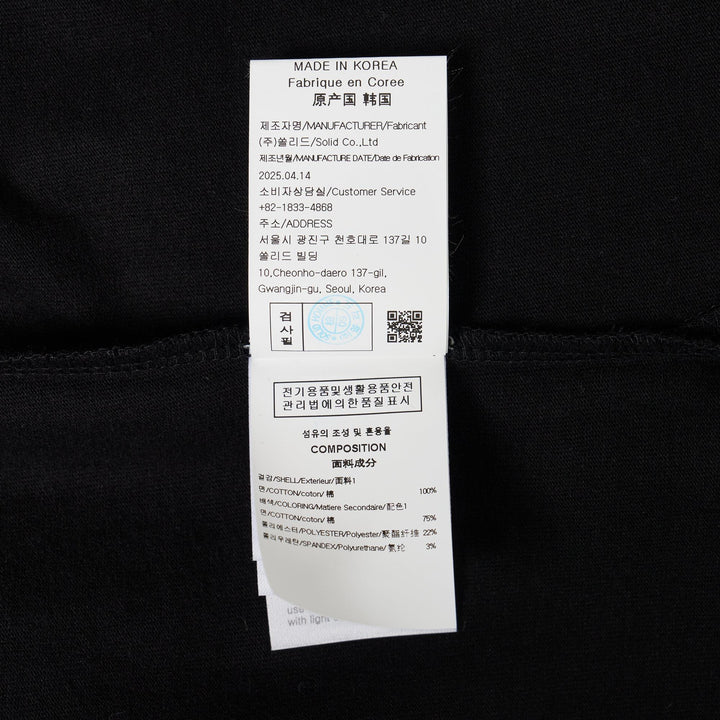 MADE IN KOREA
Fabrique en Coree
原产国 韩国
제조자명/MANUFACTURER/Fabricant
(주)쏠리드/Solid Co.,Ltd
제조년월/MANUFACTURE DATE/Date de Fabrication
2025.04.14
소비자상담실/Customer Service
+82-1833-4868
주소/ADDRESS
서울시 광진구 천호대로 137길 10
쏠리드 빌딩
10,Cheonho-daero 137-gil,
Gwangjin-gu, Seoul, Korea
검
사
필
전기용품및생활용품안전
관리법에의한품질표시
섬유의 조성 및 혼용율
COMPOSITION
面料成分
겉감/SHELL/Exterieur/面料1
면/COTTON/coton/棉 100%
배색/COLORING/Matiere Secondaire/配色1
면/COTTON/coton/棉 75%
폴리에스터/POLYESTER/Polyester/聚酯纤维 22%
폴리우레탄/SPANDEX/Polyurethane/氨纶 3%
use
with light